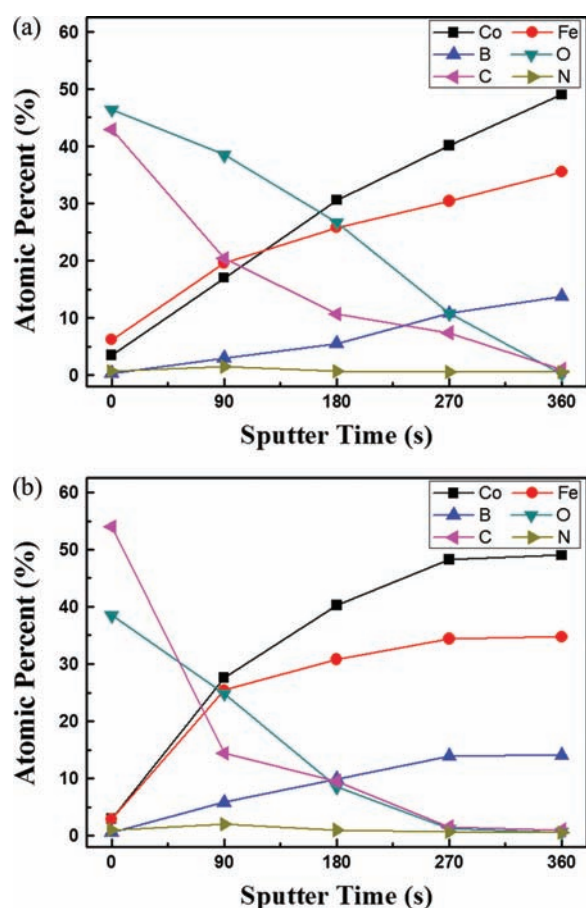 (a)
60
50
40
30
20
10
0
Atomic Percent (%)
Co Fe
B O
C N
0 90 180 270 360
Sputter Time (s)
(b)
60
50
40
30
20
10
0
Atomic Percent (%)
Co Fe
B O
C N
0 90 180 270 360
Sputter Time (s)